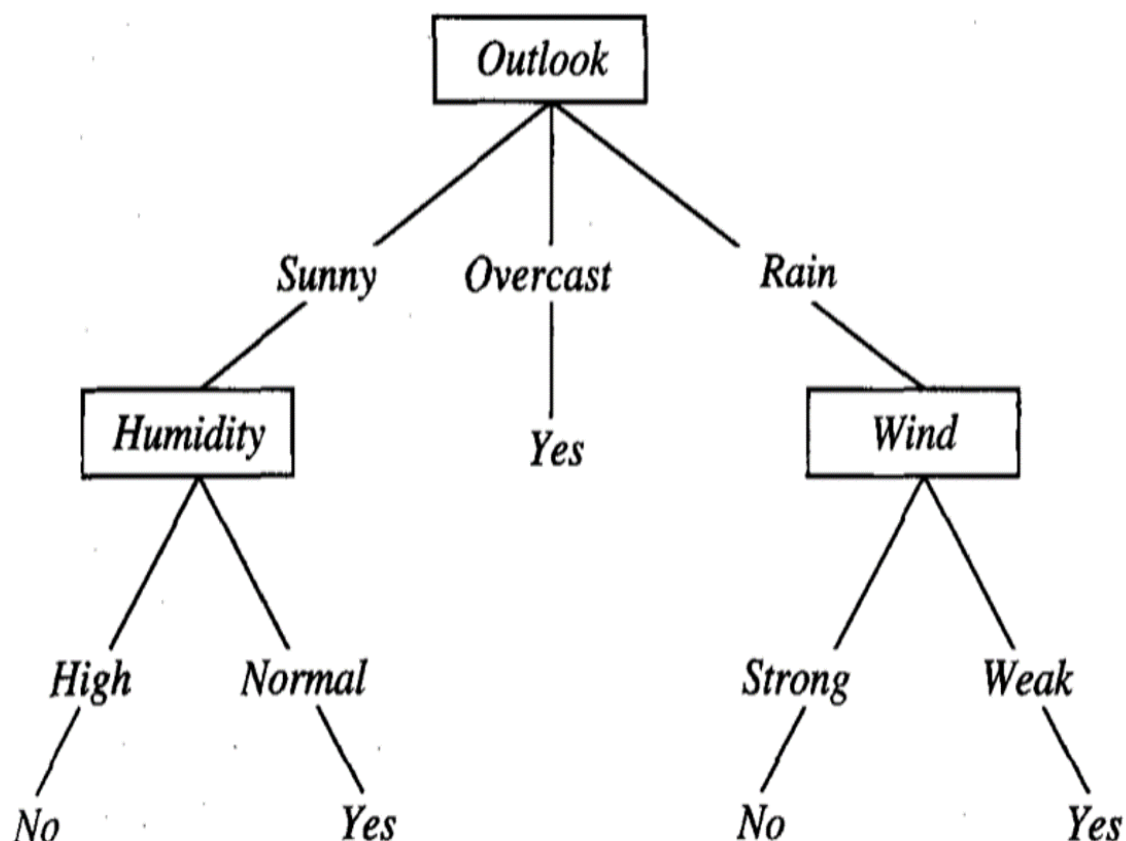 Outlook
Sunny Overcast Rain
Humidity Yes Wind
High Normal Strong Weak
No Yes No Yes